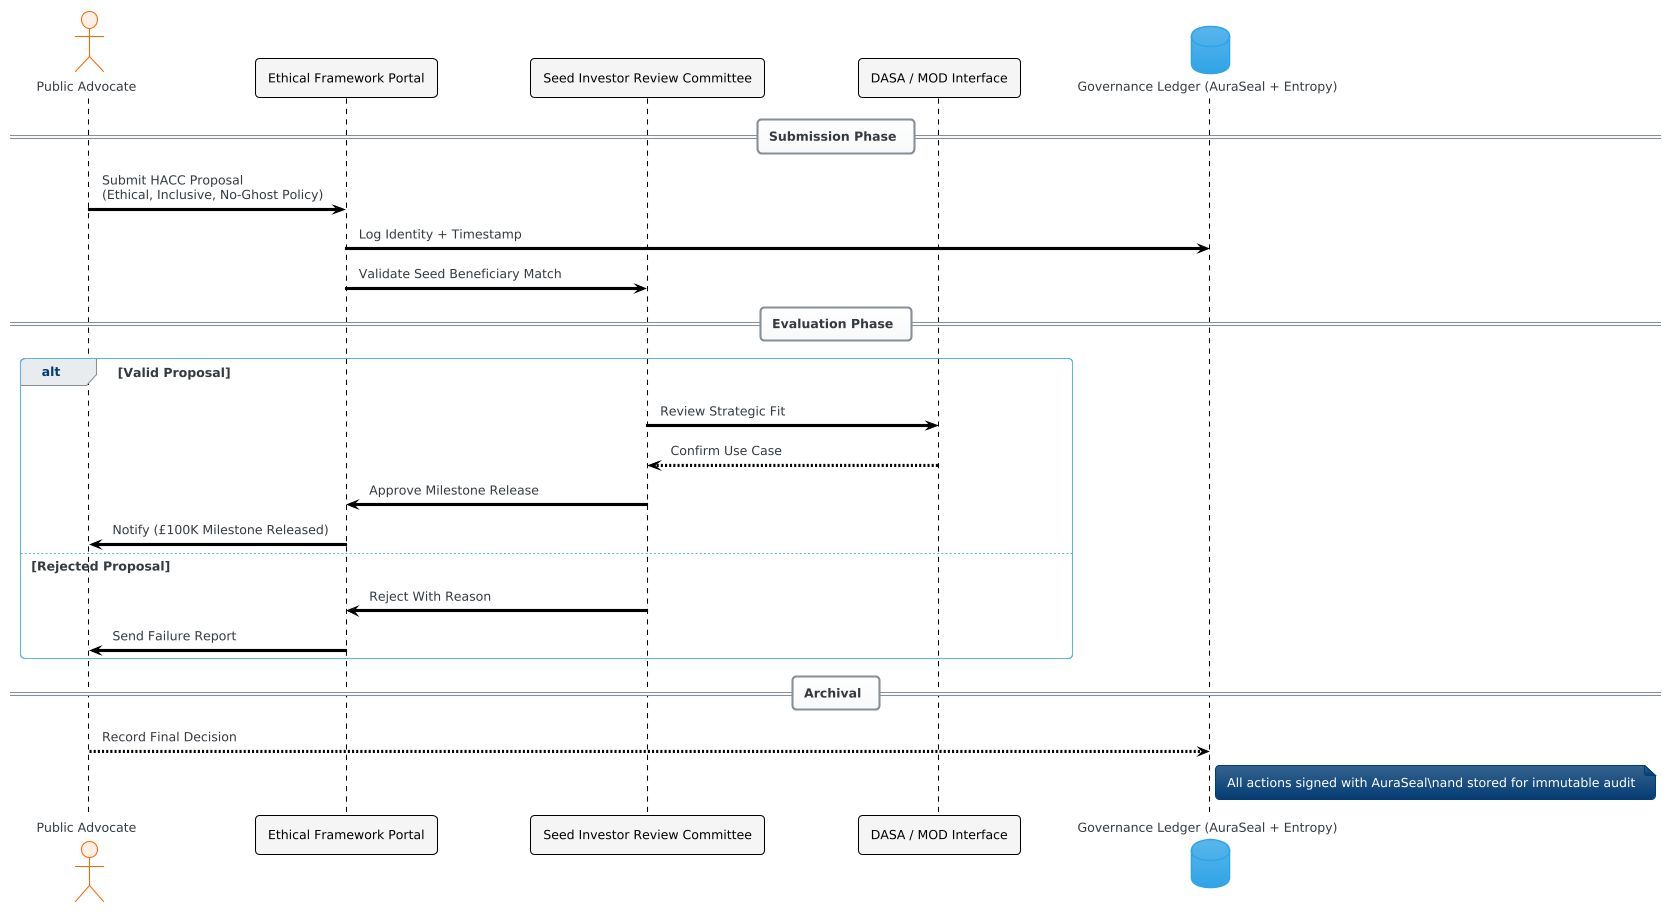 Public Advocate
Ethical Framework Portal
Seed Investor Review Committee
DASA / MOD Interface
Governance Ledger (AuraSeal + Entropy)
Submission Phase
Submit HACC Proposal
(Ethical, Inclusive, No-Ghost Policy)
Log Identity + Timestamp
Validate Seed Beneficiary Match
Evaluation Phase
alt
[Valid Proposal]
Review Strategic Fit
Confirm Use Case
Approve Milestone Release
Notify (£100K Milestone Released)
[Rejected Proposal]
Reject With Reason
Send Failure Report
Archival
Record Final Decision
All actions signed with AuraSeal\nand stored for immutable audit
Public Advocate
Ethical Framework Portal
Seed Investor Review Committee
DASA / MOD Interface
Governance Ledger (AuraSeal + Entropy)